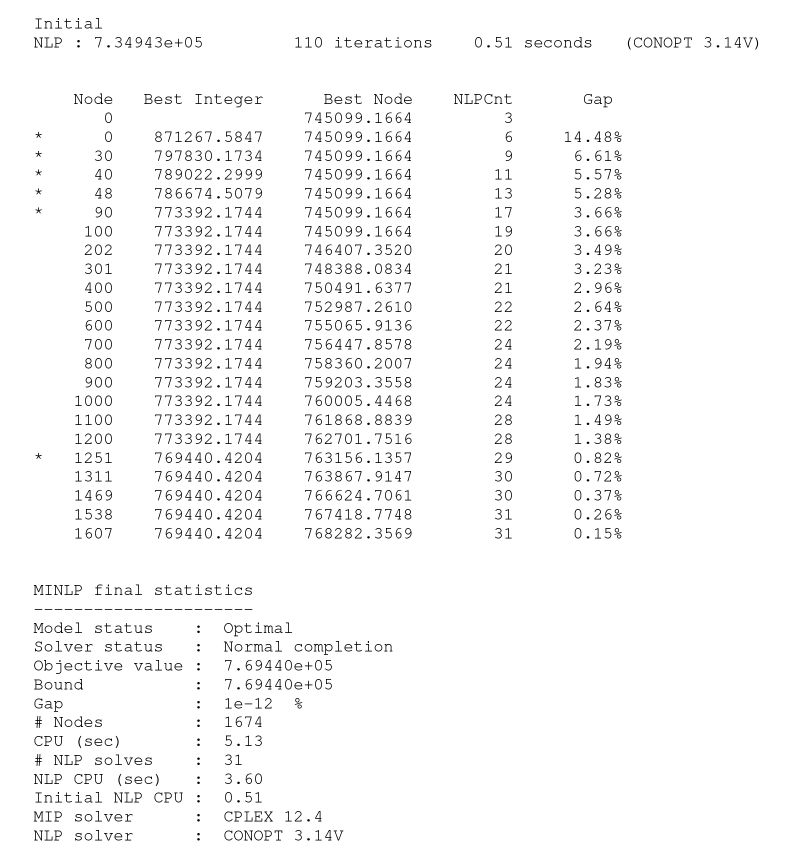 Initial
NLP : 7.34943e+05 110 iterations 0.51 seconds (CONOPT 3.14V)
Node Best Integer Best Node NLPCnt Gap
0 745099.1664 3
* 0 871267.5847 745099.1664 6 14.48%
* 30 797830.1734 745099.1664 9 6.61%
* 40 789022.2999 745099.1664 11 5.57%
* 48 786674.5079 745099.1664 13 5.28%
* 90 773392.1744 745099.1664 17 3.66%
100 773392.1744 745099.1664 19 3.66%
202 773392.1744 746407.3520 20 3.49%
301 773392.1744 748388.0834 21 3.23%
400 773392.1744 750491.6377 21 2.96%
500 773392.1744 752987.2610 22 2.64%
600 773392.1744 755065.9136 22 2.37%
700 773392.1744 756447.8578 24 2.19%
800 773392.1744 758360.2007 24 1.94%
900 773392.1744 759203.3558 24 1.83%
1000 773392.1744 760005.4468 24 1.73%
1100 773392.1744 761868.8839 28 1.49%
1200 773392.1744 762701.7516 28 1.38%
* 1251 769440.4204 763156.1357 29 0.82%
1311 769440.4204 763867.9147 30 0.72%
1469 769440.4204 766624.7061 30 0.37%
1538 769440.4204 767418.7748 31 0.26%
1607 769440.4204 768282.3569 31 0.15%
MINLP final statistics
----------------------
Model status : Optimal
Solver status : Normal completion
Objective value : 7.69440e+05
Bound : 7.69440e+05
Gap : 1e-12 %
# Nodes : 1674
CPU (sec) : 5.13
# NLP solves : 31
NLP CPU (sec) : 3.60
Initial NLP CPU : 0.51
MIP solver : CPLEX 12.4
NLP solver : CONOPT 3.14V